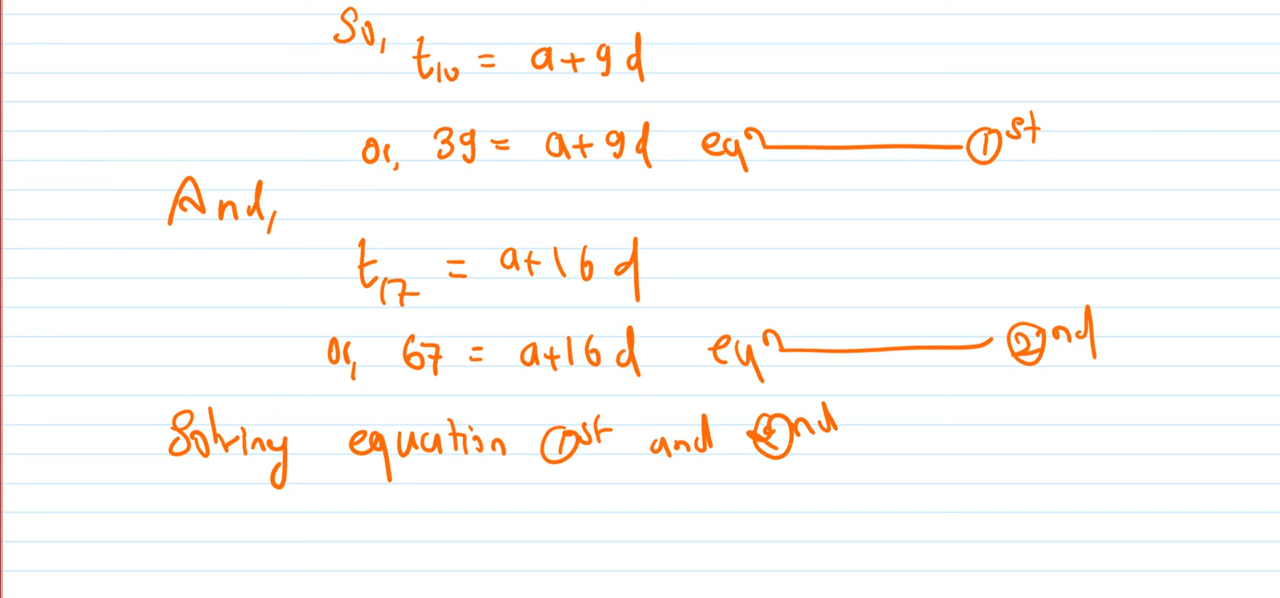 So, t₁₀ = a+9d
or, 39 = a+9d eqⁿ ——— ①st
And,
t₁₇ = a+16d
or, 67 = a+16d eqⁿ ——— ②nd
Solving equation ①st and ②nd